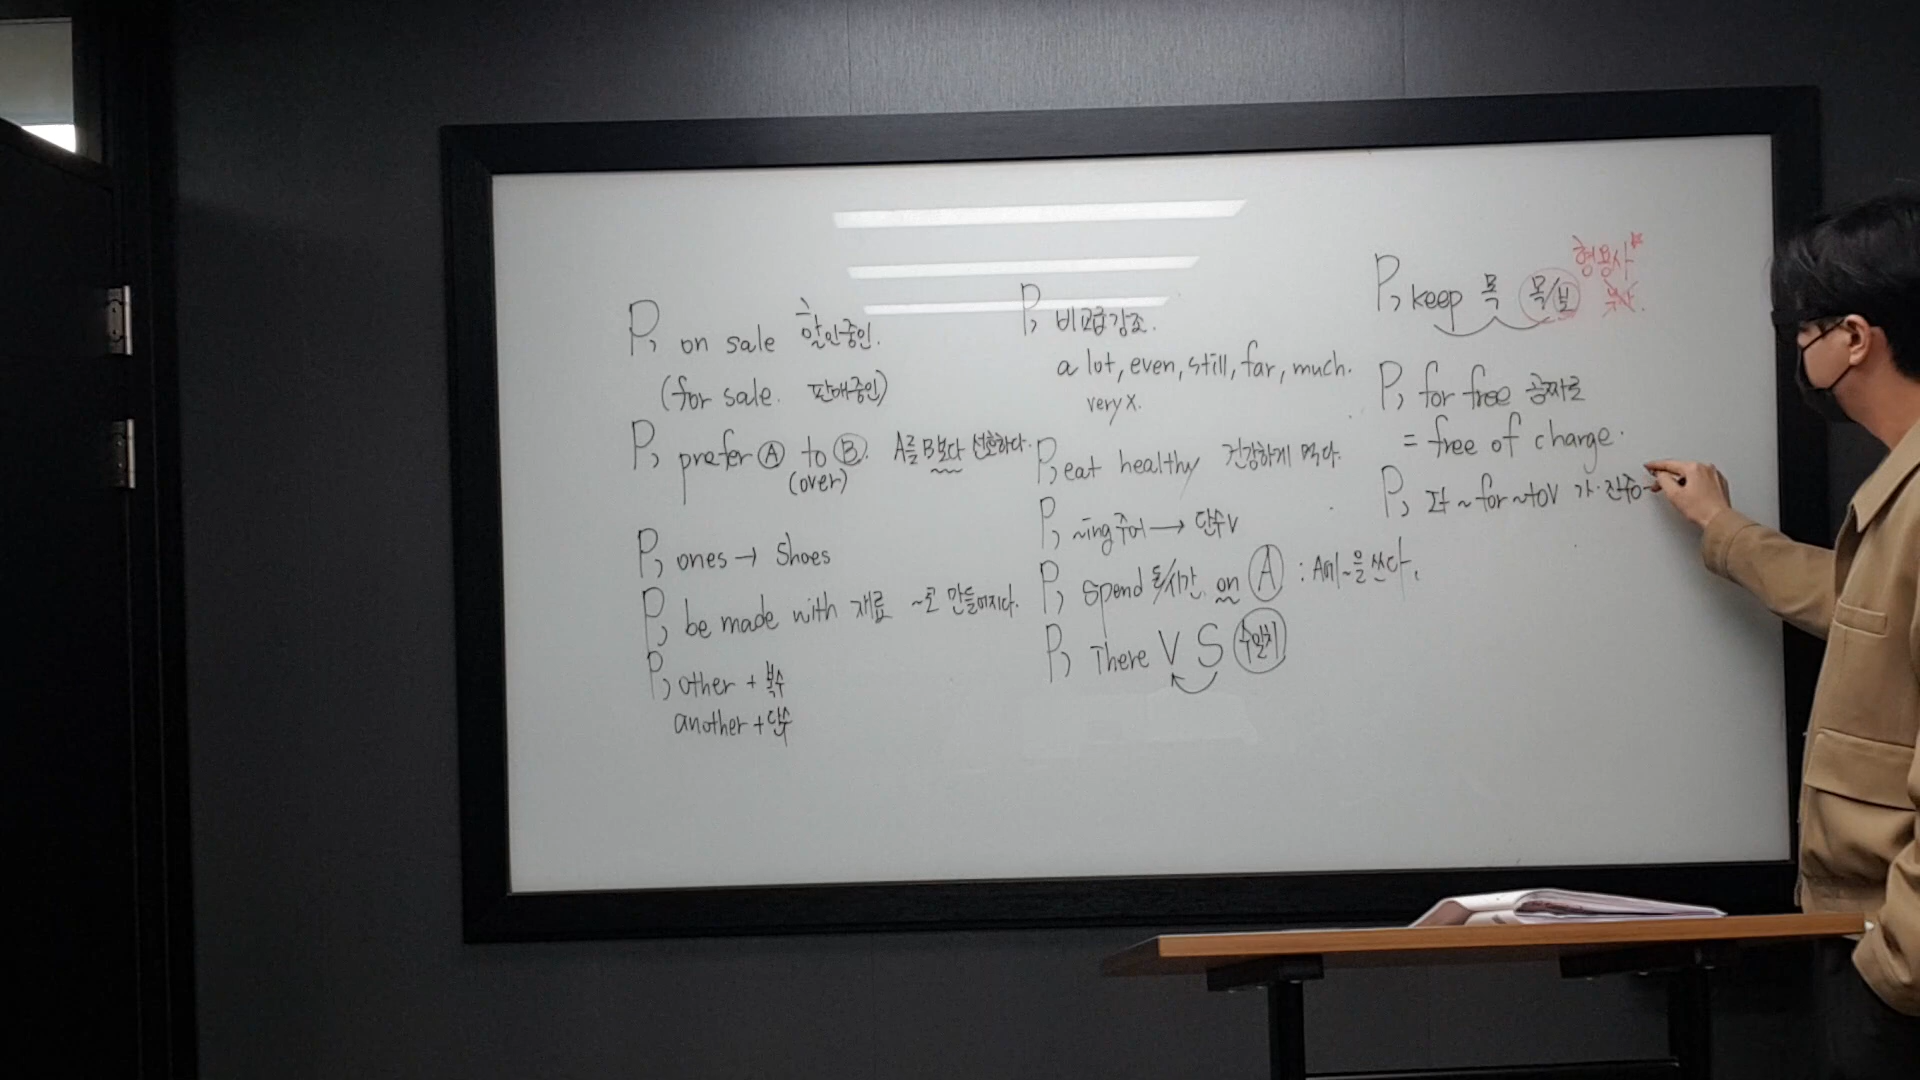 P, on sale 할인중인.
(for sale. 판매중인)
P, prefer Ⓐ to Ⓑ. A를 B보다 선호하다.
(over)
P, ones → shoes
P, be made with 재료 ~로 만들어지다.
P, other + 복수
another + 단수
P, 비교급강조.
a lot, even, still, far, much.
very x.
P, eat healthy 건강하게 먹다.
P, ~ing주어 → 단수V
P, spend 돈/시간 on Ⓐ : A에 ~을 쓴다.
P, There V S 수일치
형용사
P, keep 목 목/보 부사.
P, for free 공짜로
= free of charge.
P, ~ for ~ toV 가·진주